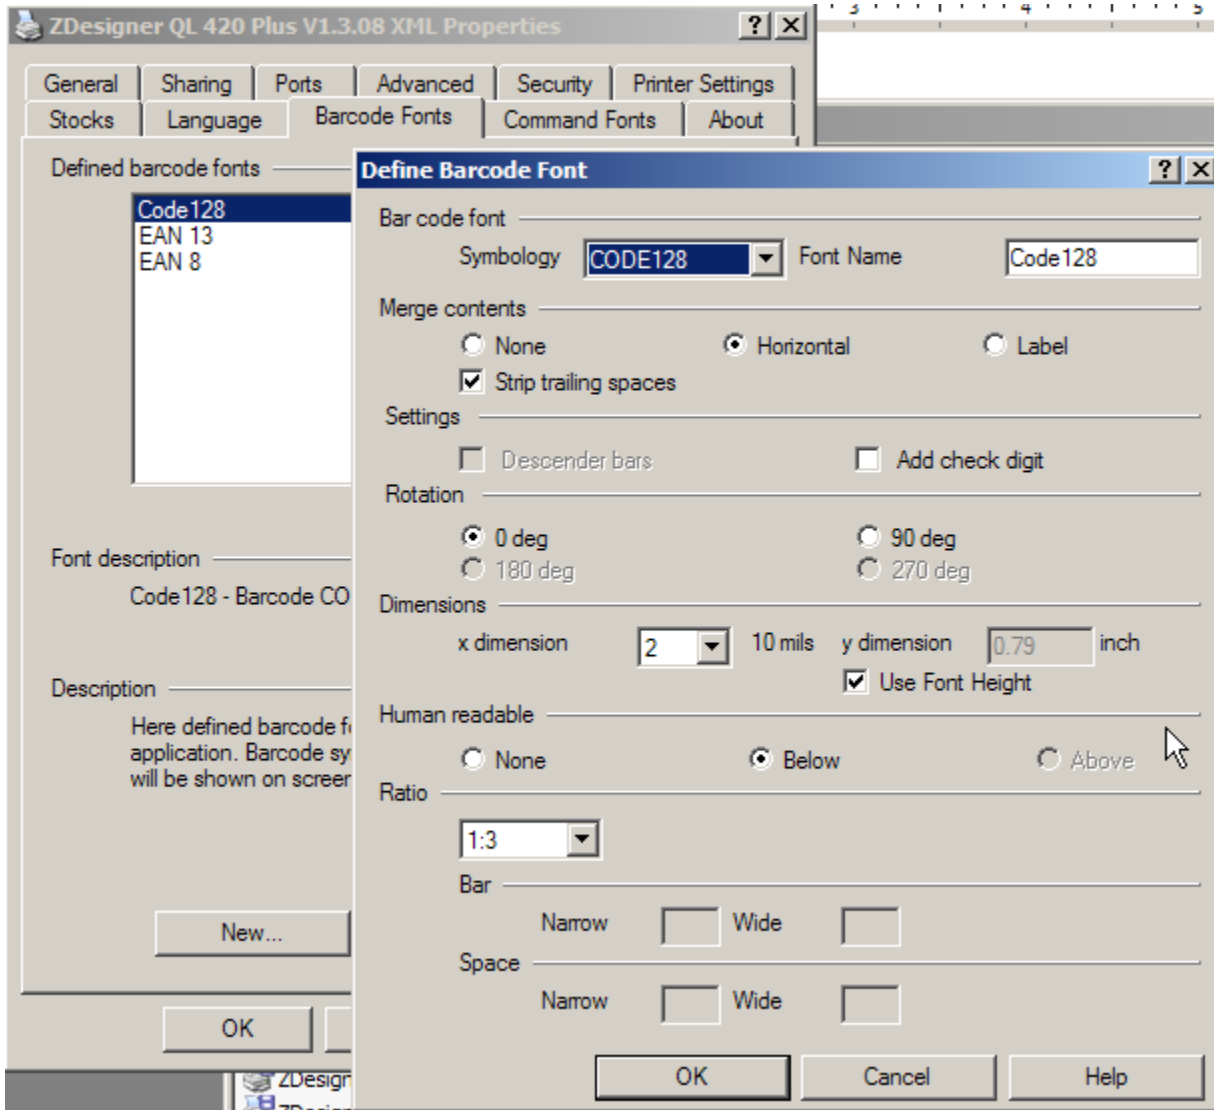 3 4 5
ZDesigner QL 420 Plus V1.3.08 XML Properties
General Sharing Ports Advanced Security Printer Settings
Stocks Language Barcode Fonts Command Fonts About
Defined barcode fonts
Code128
EAN 13
EAN 8
Font description
Code128 - Barcode CO
Description
Here defined barcode f
application. Barcode sy
will be shown on screer
New...
OK
ZDesigr
Define Barcode Font
Bar code font
Symbology CODE128 Font Name Code128
Merge contents
None Horizontal Label
Strip trailing spaces
Settings
Descender bars Add check digit
Rotation
0 deg 90 deg
180 deg 270 deg
Dimensions
x dimension 2 10 mils y dimension 0.79 inch
Use Font Height
Human readable
None Below Above
Ratio
1:3
Bar
Narrow Wide
Space
Narrow Wide
OK Cancel Help